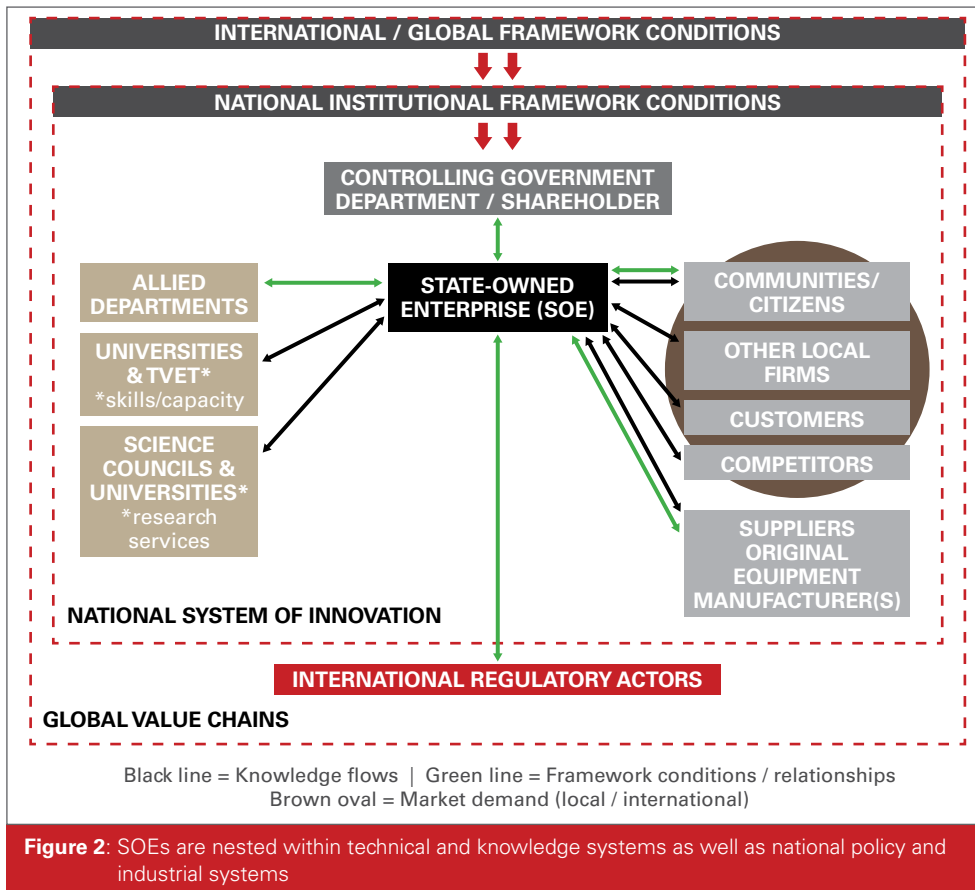 INTERNATIONAL / GLOBAL FRAMEWORK CONDITIONS
NATIONAL INSTITUTIONAL FRAMEWORK CONDITIONS
CONTROLLING GOVERNMENT
DEPARTMENT / SHAREHOLDER
ALLIED
DEPARTMENTS
STATE-OWNED
ENTERPRISE (SOE)
COMMUNITIES/
CITIZENS
UNIVERSITIES
& TVET*
*skills/capacity
OTHER LOCAL
FIRMS
CUSTOMERS
SCIENCE
COUNCILS &
UNIVERSITIES*
*research
services
COMPETITORS
SUPPLIERS
ORIGINAL
EQUIPMENT
MANUFACTURER(S)
NATIONAL SYSTEM OF INNOVATION
INTERNATIONAL REGULATORY ACTORS
GLOBAL VALUE CHAINS
Black line = Knowledge flows | Green line = Framework conditions / relationships
Brown oval = Market demand (local / international)
Figure 2: SOEs are nested within technical and knowledge systems as well as national policy and
industrial systems